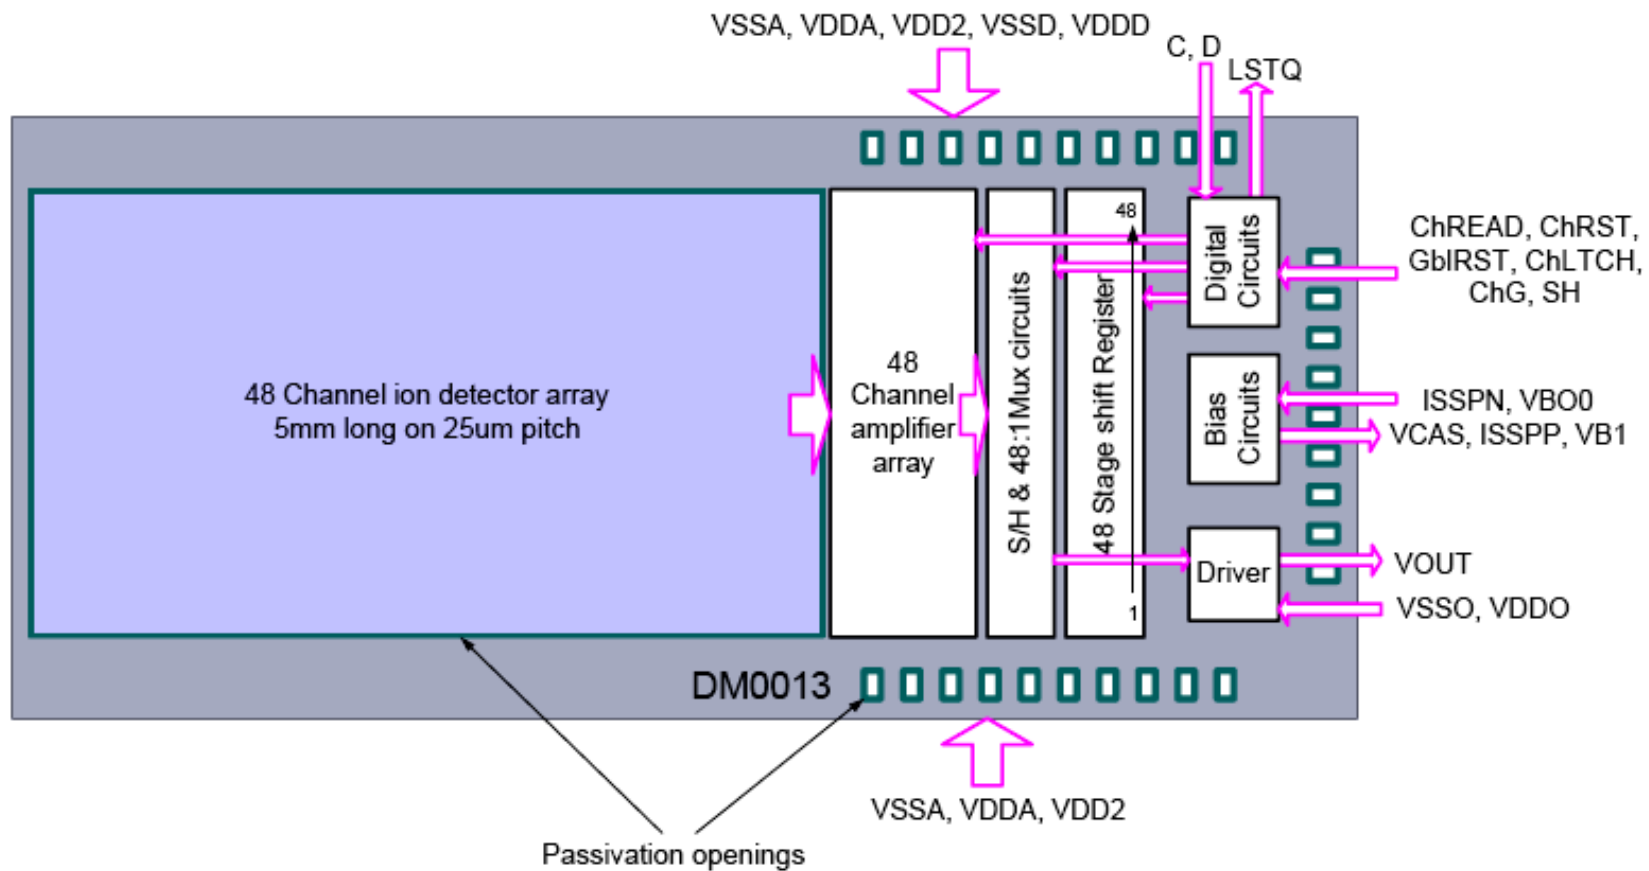 VSSA, VDDA, VDD2, VSSD, VDDD
C, D
LSTQ
48 Channel ion detector array
5mm long on 25um pitch
48
Channel
amplifier
array
S/H & 48:1Mux circuits
48 Stage shift Register
48
1
Digital
Circuits
ChREAD, ChRST,
GblRST, ChLTCH,
ChG, SH
Bias
Circuits
ISSPN, VBO0
VCAS, ISSPP, VB1
Driver
VOUT
VSSO, VDDO
DM0013
VSSA, VDDA, VDD2
Passivation openings